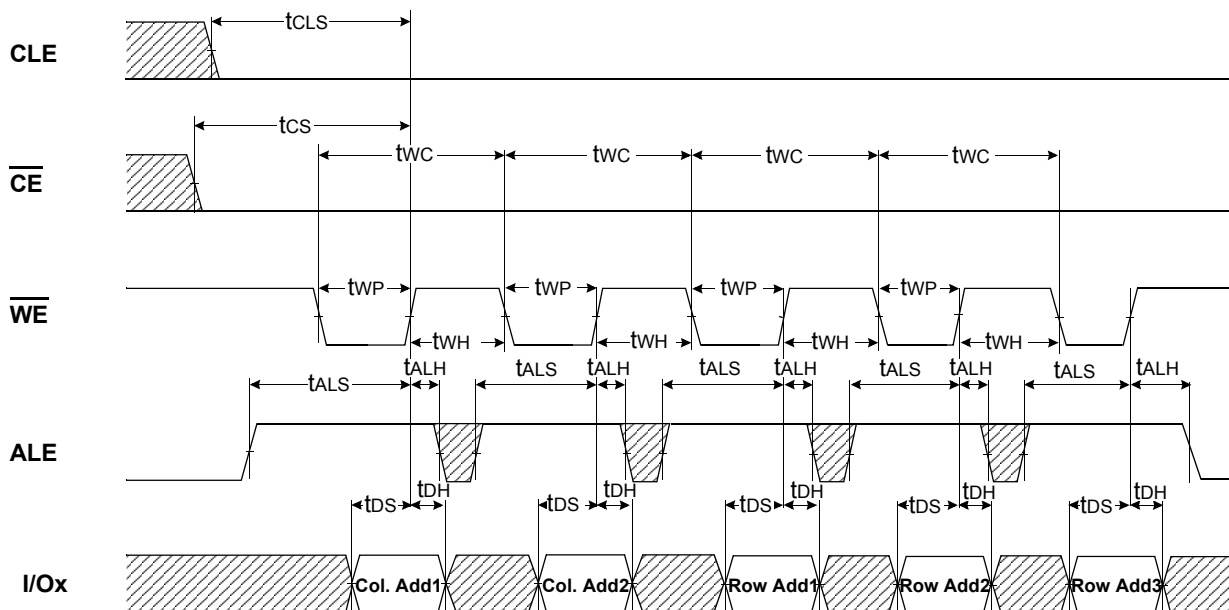 CLE
tCLS
tCS
CE
tWC tWC tWC tWC
WE
tWP tWP tWP tWP
tWH tWH tWH tWH
tALS tALH tALS tALH tALS tALH tALS tALH tALS tALH
ALE
tDS tDH tDS tDH tDS tDH tDS tDH tDS tDH
I/Ox Col. Add1 Col. Add2 Row Add1 Row Add2 Row Add3